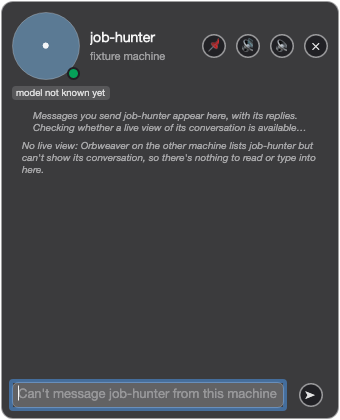 job-hunter
fixture machine
model not known yet
Messages you send job-hunter appear here, with its replies.
Checking whether a live view of its conversation is available…
No live view: Orbweaver on the other machine lists job-hunter but
can't show its conversation, so there's nothing to read or type into
here.
Can't message job-hunter from this machine